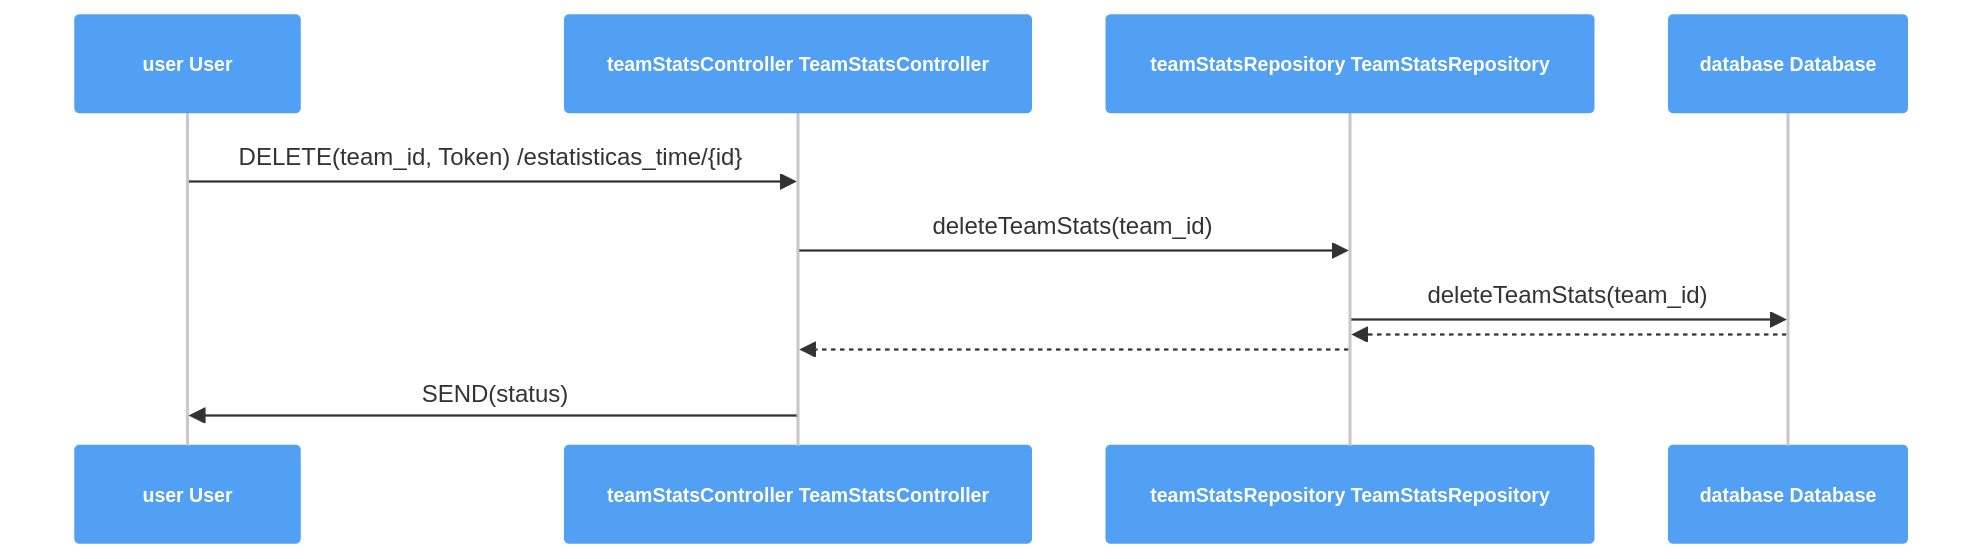 user User
teamStatsController TeamStatsController
teamStatsRepository TeamStatsRepository
database Database
DELETE(team_id, Token) /estatisticas_time/{id}
deleteTeamStats(team_id)
deleteTeamStats(team_id)
SEND(status)
user User
teamStatsController TeamStatsController
teamStatsRepository TeamStatsRepository
database Database